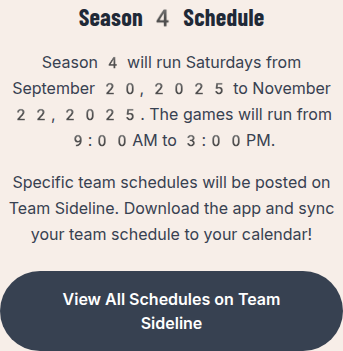 Season 4 Schedule
Season 4 will run Saturdays from
September 20, 2025 to November
22, 2025. The games will run from
9:00 AM to 3:00 PM.
Specific team schedules will be posted on
Team Sideline. Download the app and sync
your team schedule to your calendar!
View All Schedules on Team
Sideline